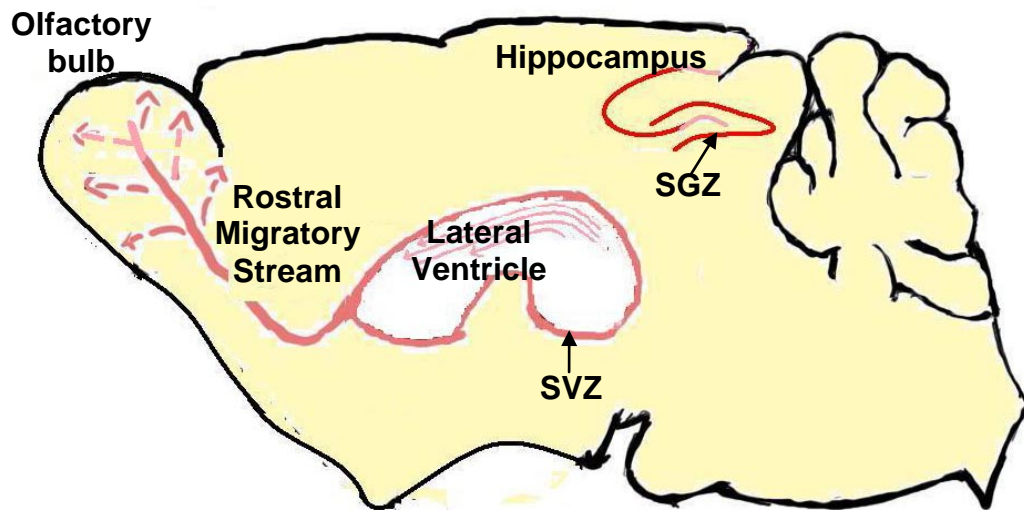 Olfactory
bulb
Hippocampus
SGZ
Rostral
Migratory
Stream
Lateral
Ventricle
SVZ